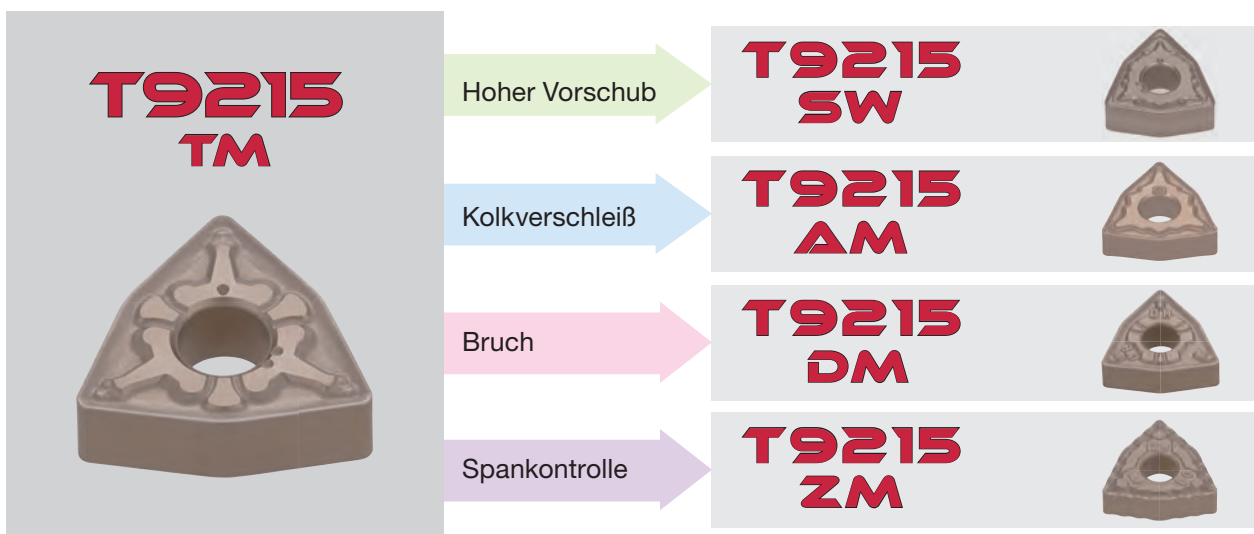 T9215
TM
Hoher Vorschub
T9215
SW
Kolkverschleiß
T9215
AM
Bruch
T9215
DM
Spankontrolle
T9215
ZM